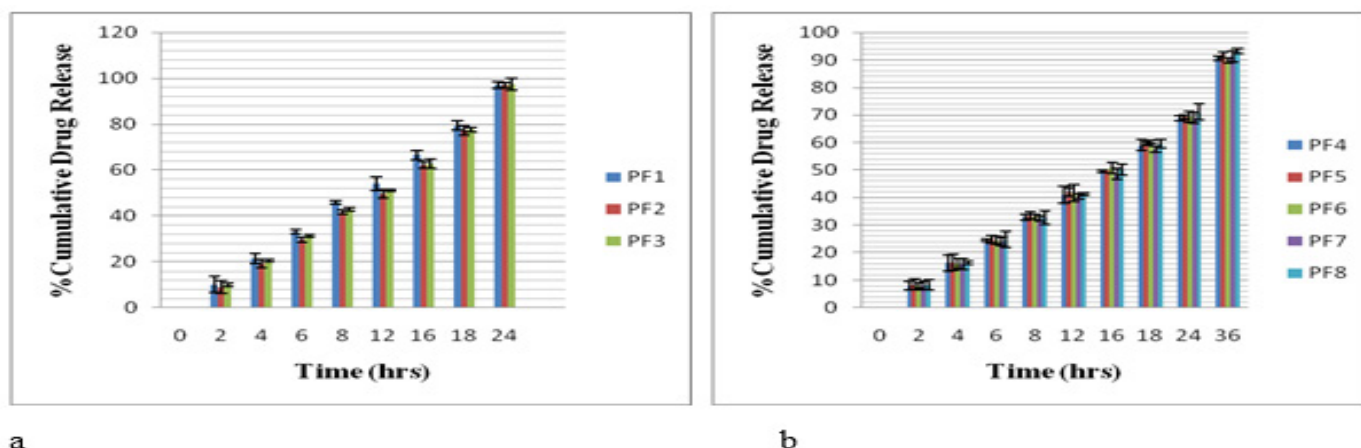 120
100
80
60
40
20
0
%Cumulative Drug Release
0 2 4 6 8 12 16 18 24
Time (hrs)
PF1
PF2
PF3
100
90
80
70
60
50
40
30
20
10
0
%Cumulative Drug Release
0 2 4 6 8 12 16 18 24 36
Time (hrs)
PF4
PF5
PF6
PF7
PF8
a
b